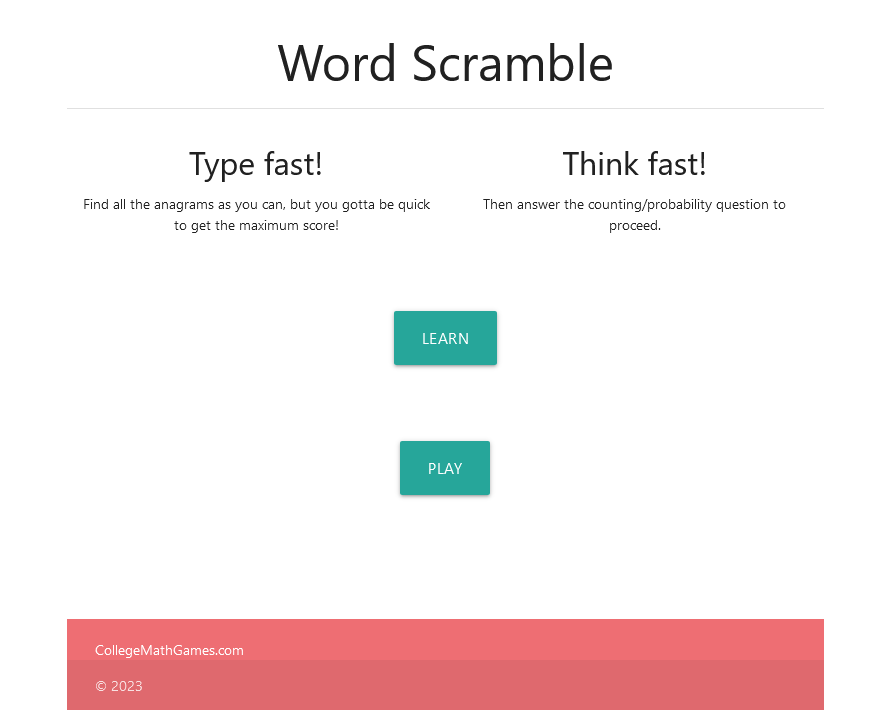 Word Scramble
Type fast!
Find all the anagrams as you can, but you gotta be quick
to get the maximum score!
Think fast!
Then answer the counting/probability question to
proceed.
LEARN
PLAY
CollegeMathGames.com
© 2023